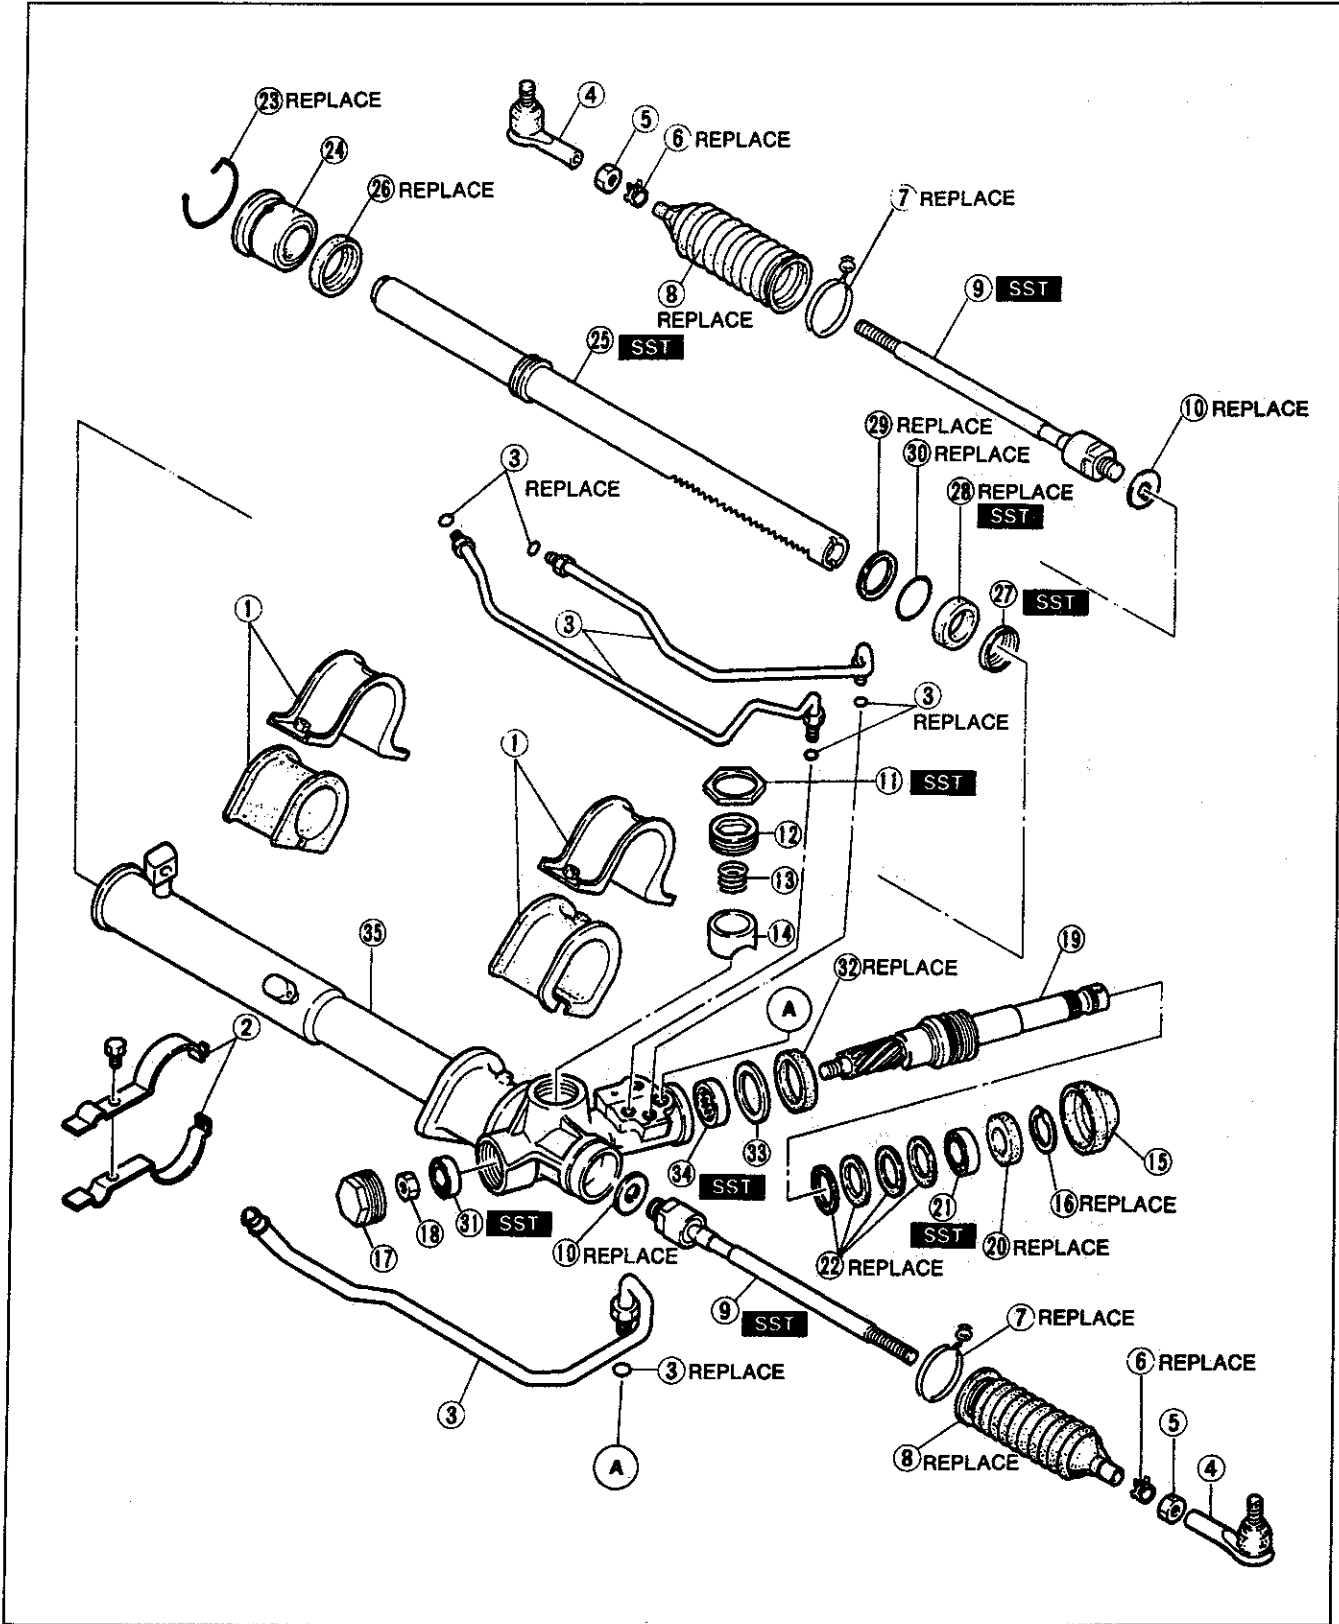 4
23 REPLACE
5
6 REPLACE
24
26 REPLACE
7 REPLACE
8
REPLACE
9 SST
25 SST
10 REPLACE
29 REPLACE
30 REPLACE
3
REPLACE
28 REPLACE
SST
27 SST
1
3
3
REPLACE
1
11 SST
12
13
14
35
32 REPLACE
19
A
2
15
33
34
SST
16 REPLACE
21
SST
20 REPLACE
22 REPLACE
31 SST
18
17
10 REPLACE
9
SST
7 REPLACE
3 REPLACE
6 REPLACE
3
5
8 REPLACE
4
A